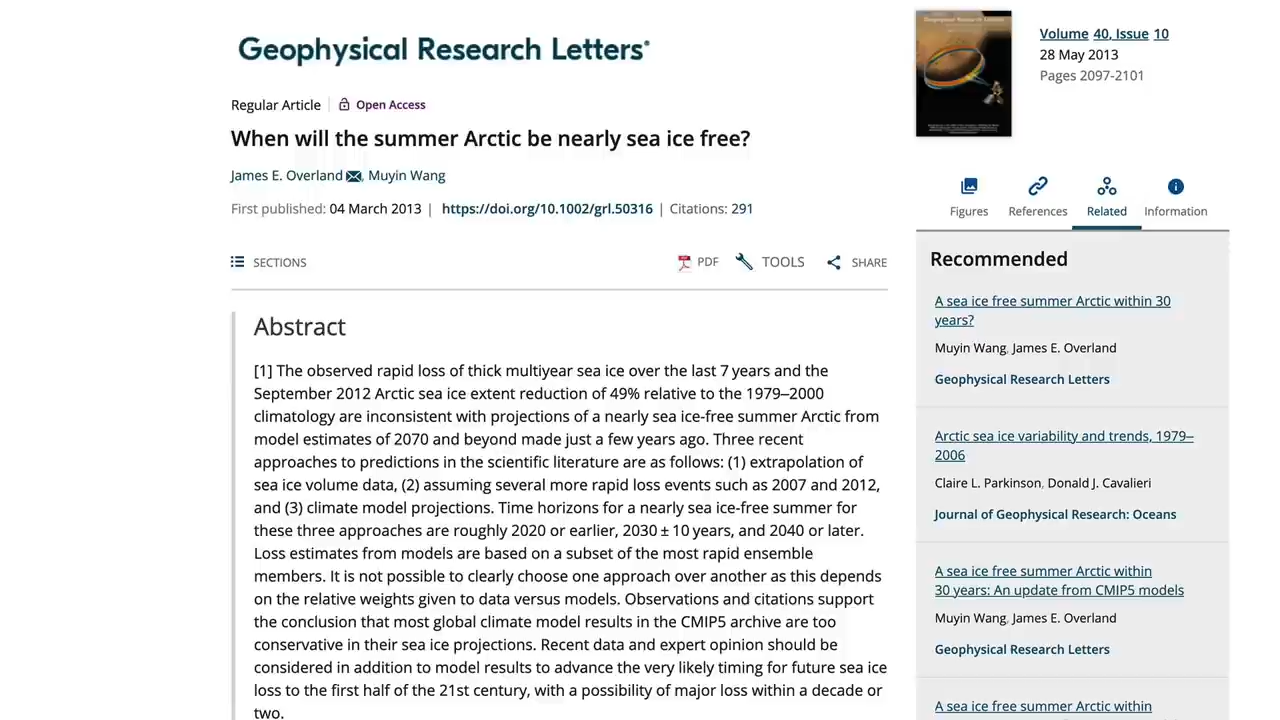 Geophysical Research Letters
Regular Article
Open Access
When will the summer Arctic be nearly sea ice free?
James E. Overland, Muyin Wang
First published: 04 March 2013 | https://doi.org/10.1002/grl.50316 | Citations: 291
SECTIONS
PDF TOOLS SHARE
Abstract
[1] The observed rapid loss of thick multiyear sea ice over the last 7 years and the
September 2012 Arctic sea ice extent reduction of 49% relative to the 1979–2000
climatology are inconsistent with projections of a nearly sea ice-free summer Arctic from
model estimates of 2070 and beyond made just a few years ago. Three recent
approaches to predictions in the scientific literature are as follows: (1) extrapolation of
sea ice volume data, (2) assuming several more rapid loss events such as 2007 and 2012,
and (3) climate model projections. Time horizons for a nearly sea ice-free summer for
these three approaches are roughly 2020 or earlier, 2030 ± 10 years, and 2040 or later.
Loss estimates from models are based on a subset of the most rapid ensemble
members. It is not possible to clearly choose one approach over another as this depends
on the relative weights given to data versus models. Observations and citations support
the conclusion that most global climate model results in the CMIP5 archive are too
conservative in their sea ice projections. Recent data and expert opinion should be
considered in addition to model results to advance the very likely timing for future sea ice
loss to the first half of the 21st century, with a possibility of major loss within a decade or
two.
Volume 40, Issue 10
28 May 2013
Pages 2097-2101
Figures References Related Information
Recommended
A sea ice free summer Arctic within 30
years?
Muyin Wang, James E. Overland
Geophysical Research Letters
Arctic sea ice variability and trends, 1979–
2006
Claire L. Parkinson, Donald J. Cavalieri
Journal of Geophysical Research: Oceans
A sea ice free summer Arctic within
30 years: An update from CMIP5 models
Muyin Wang, James E. Overland
Geophysical Research Letters
A sea ice free summer Arctic within